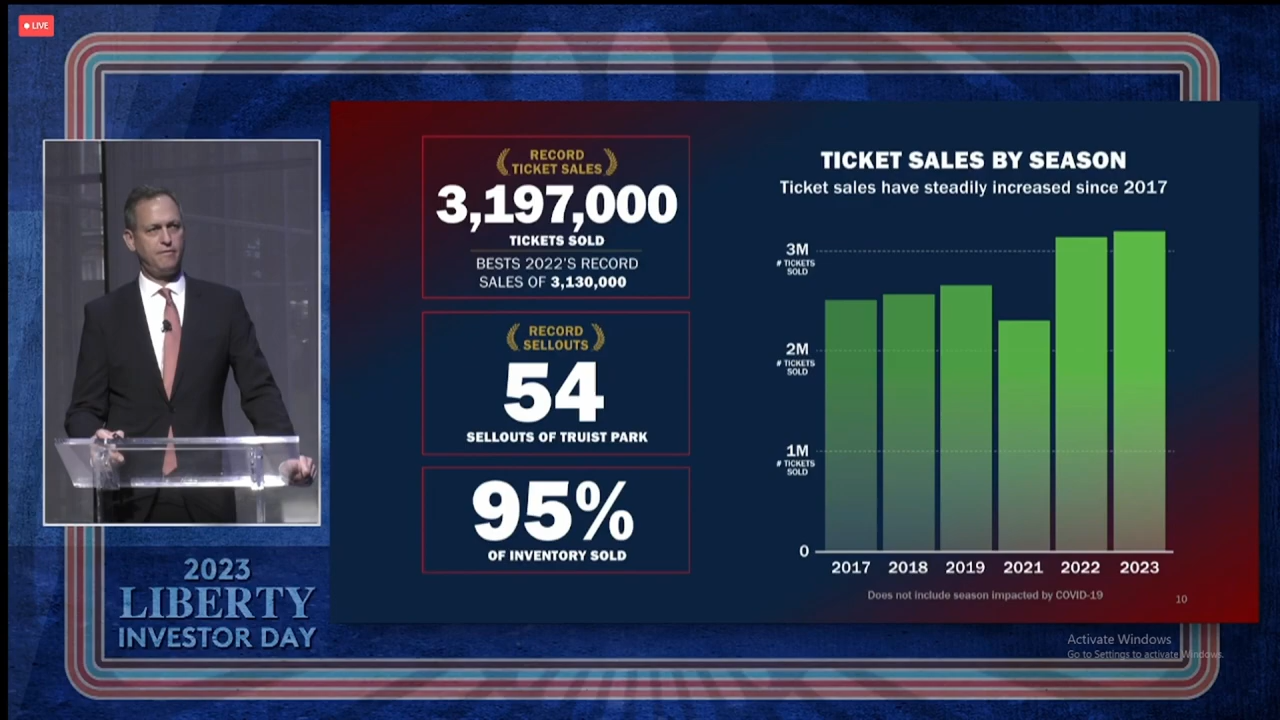 LIVE
RECORD
TICKET SALES
3,197,000
TICKETS SOLD
BESTS 2022'S RECORD
SALES OF 3,130,000
RECORD
SELLOUTS
54
SELLOUTS OF TRUIST PARK
95%
OF INVENTORY SOLD
TICKET SALES BY SEASON
Ticket sales have steadily increased since 2017
3M
# TICKETS
SOLD
2M
# TICKETS
SOLD
1M
# TICKETS
SOLD
0
2017 2018 2019 2021 2022 2023
Does not include season impacted by COVID-19
10
2023
LIBERTY
INVESTOR DAY
Activate Windows
Go to Settings to activate Windows.